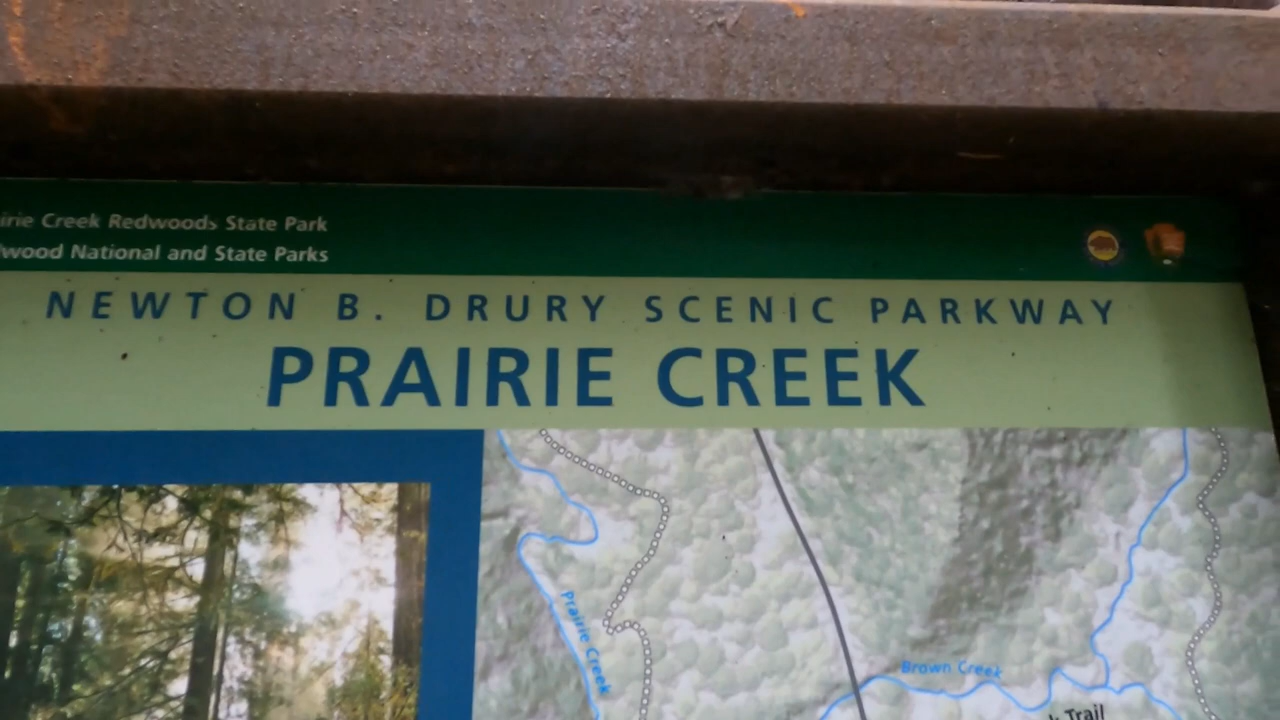 irie Creek Redwoods State Park
wood National and State Parks
NEWTON B. DRURY SCENIC PARKWAY
PRAIRIE CREEK
Prairie Creek
Brown Creek
k Trail